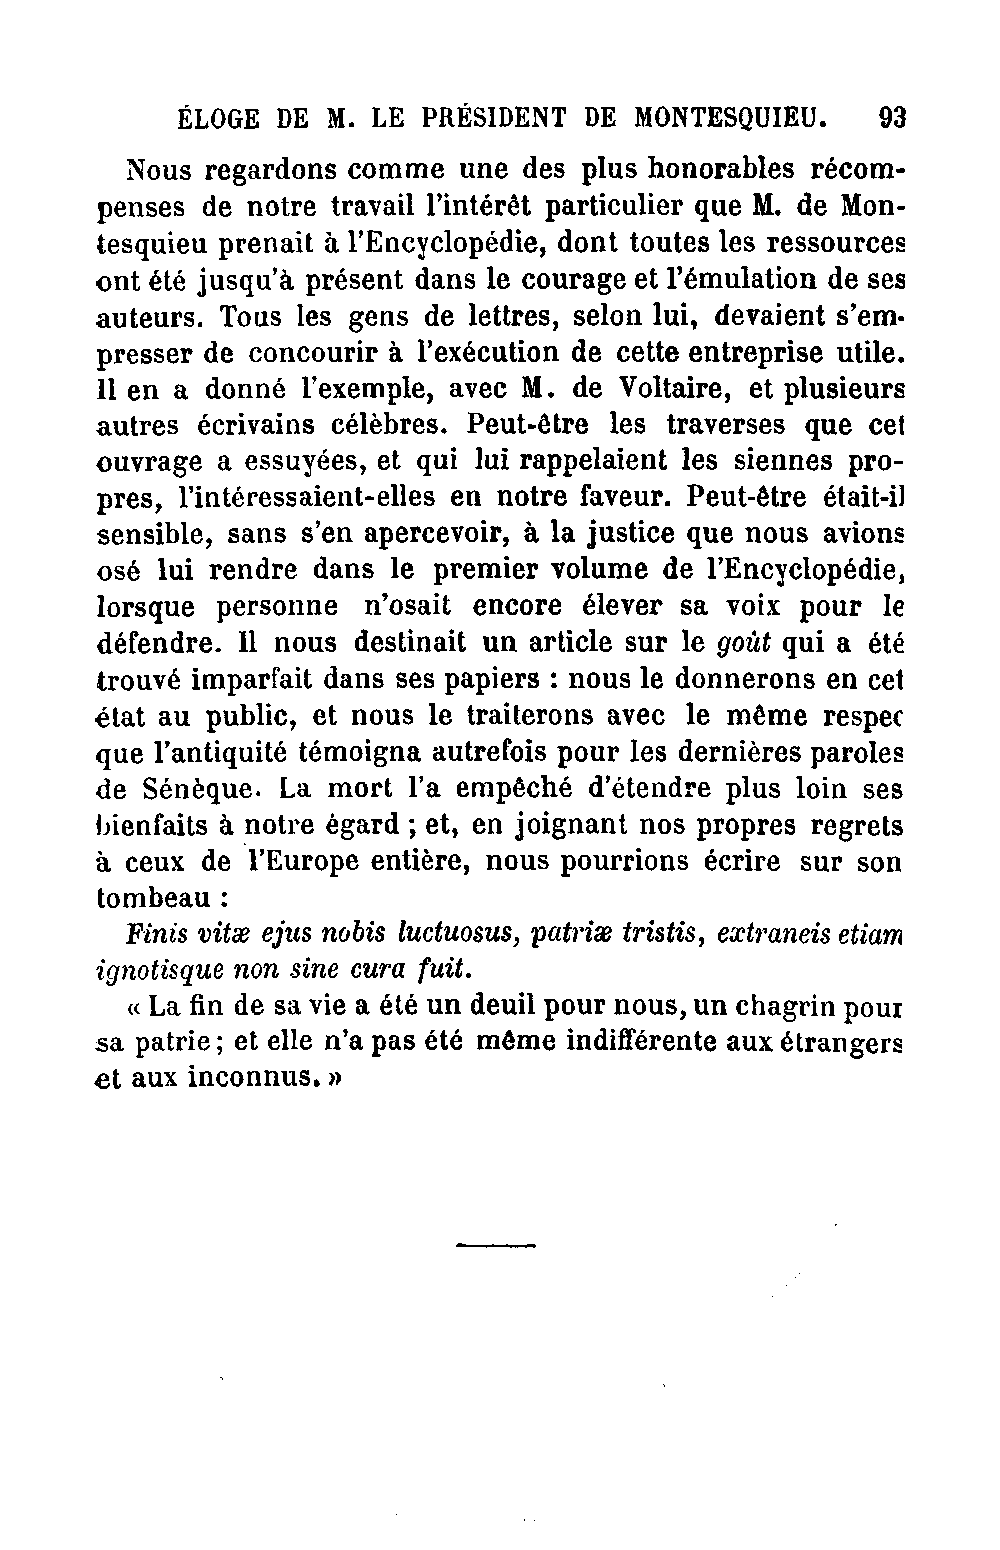 ÉLOGE DE M. LE PRÉSIDENT DE MONTESQUIEU. 93
Nous regardons comme une des plus honorables récom-
penses de notre travail l'intérêt particulier que M. de Mon-
tesquieu prenait à l'Encyclopédie, dont toutes les ressources
ont été jusqu'à présent dans le courage et l'émulation de ses
auteurs. Tous les gens de lettres, selon lui, devaient s'em-
presser de concourir à l'exécution de cette entreprise utile.
Il en a donné l'exemple, avec M. de Voltaire, et plusieurs
autres écrivains célèbres. Peut-être les traverses que cet
ouvrage a essuyées, et qui lui rappelaient les siennes pro-
pres, l'intéressaient-elles en notre faveur. Peut-être était-il
sensible, sans s'en apercevoir, à la justice que nous avions
osé lui rendre dans le premier volume de l'Encyclopédie,
lorsque personne n'osait encore élever sa voix pour le
défendre. Il nous destinait un article sur le goût qui a été
trouvé imparfait dans ses papiers : nous le donnerons en cet
état au public, et nous le traiterons avec le même respec
que l'antiquité témoigna autrefois pour les dernières paroles
de Sénèque. La mort l'a empêché d'étendre plus loin ses
bienfaits à notre égard ; et, en joignant nos propres regrets
à ceux de l'Europe entière, nous pourrions écrire sur son
tombeau :
Finis vitæ ejus nobis luctuosus, patriæ tristis, extraneis etiam
ignotisque non sine cura fuit.
« La fin de sa vie a été un deuil pour nous, un chagrin pour
sa patrie ; et elle n'a pas été même indifférente aux étrangers
et aux inconnus. »